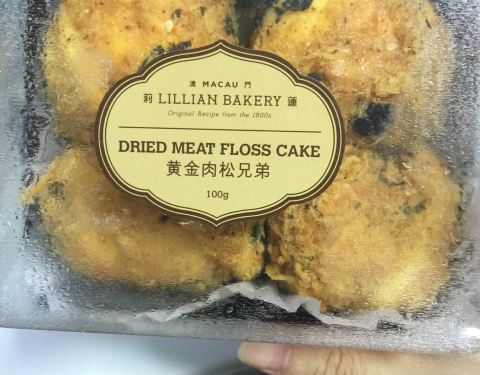 澳 MACAU 門
莉 LILLIAN BAKERY 蓮
Original Recipe from the 1800s
DRIED MEAT FLOSS CAKE
黄金肉松兄弟
100g